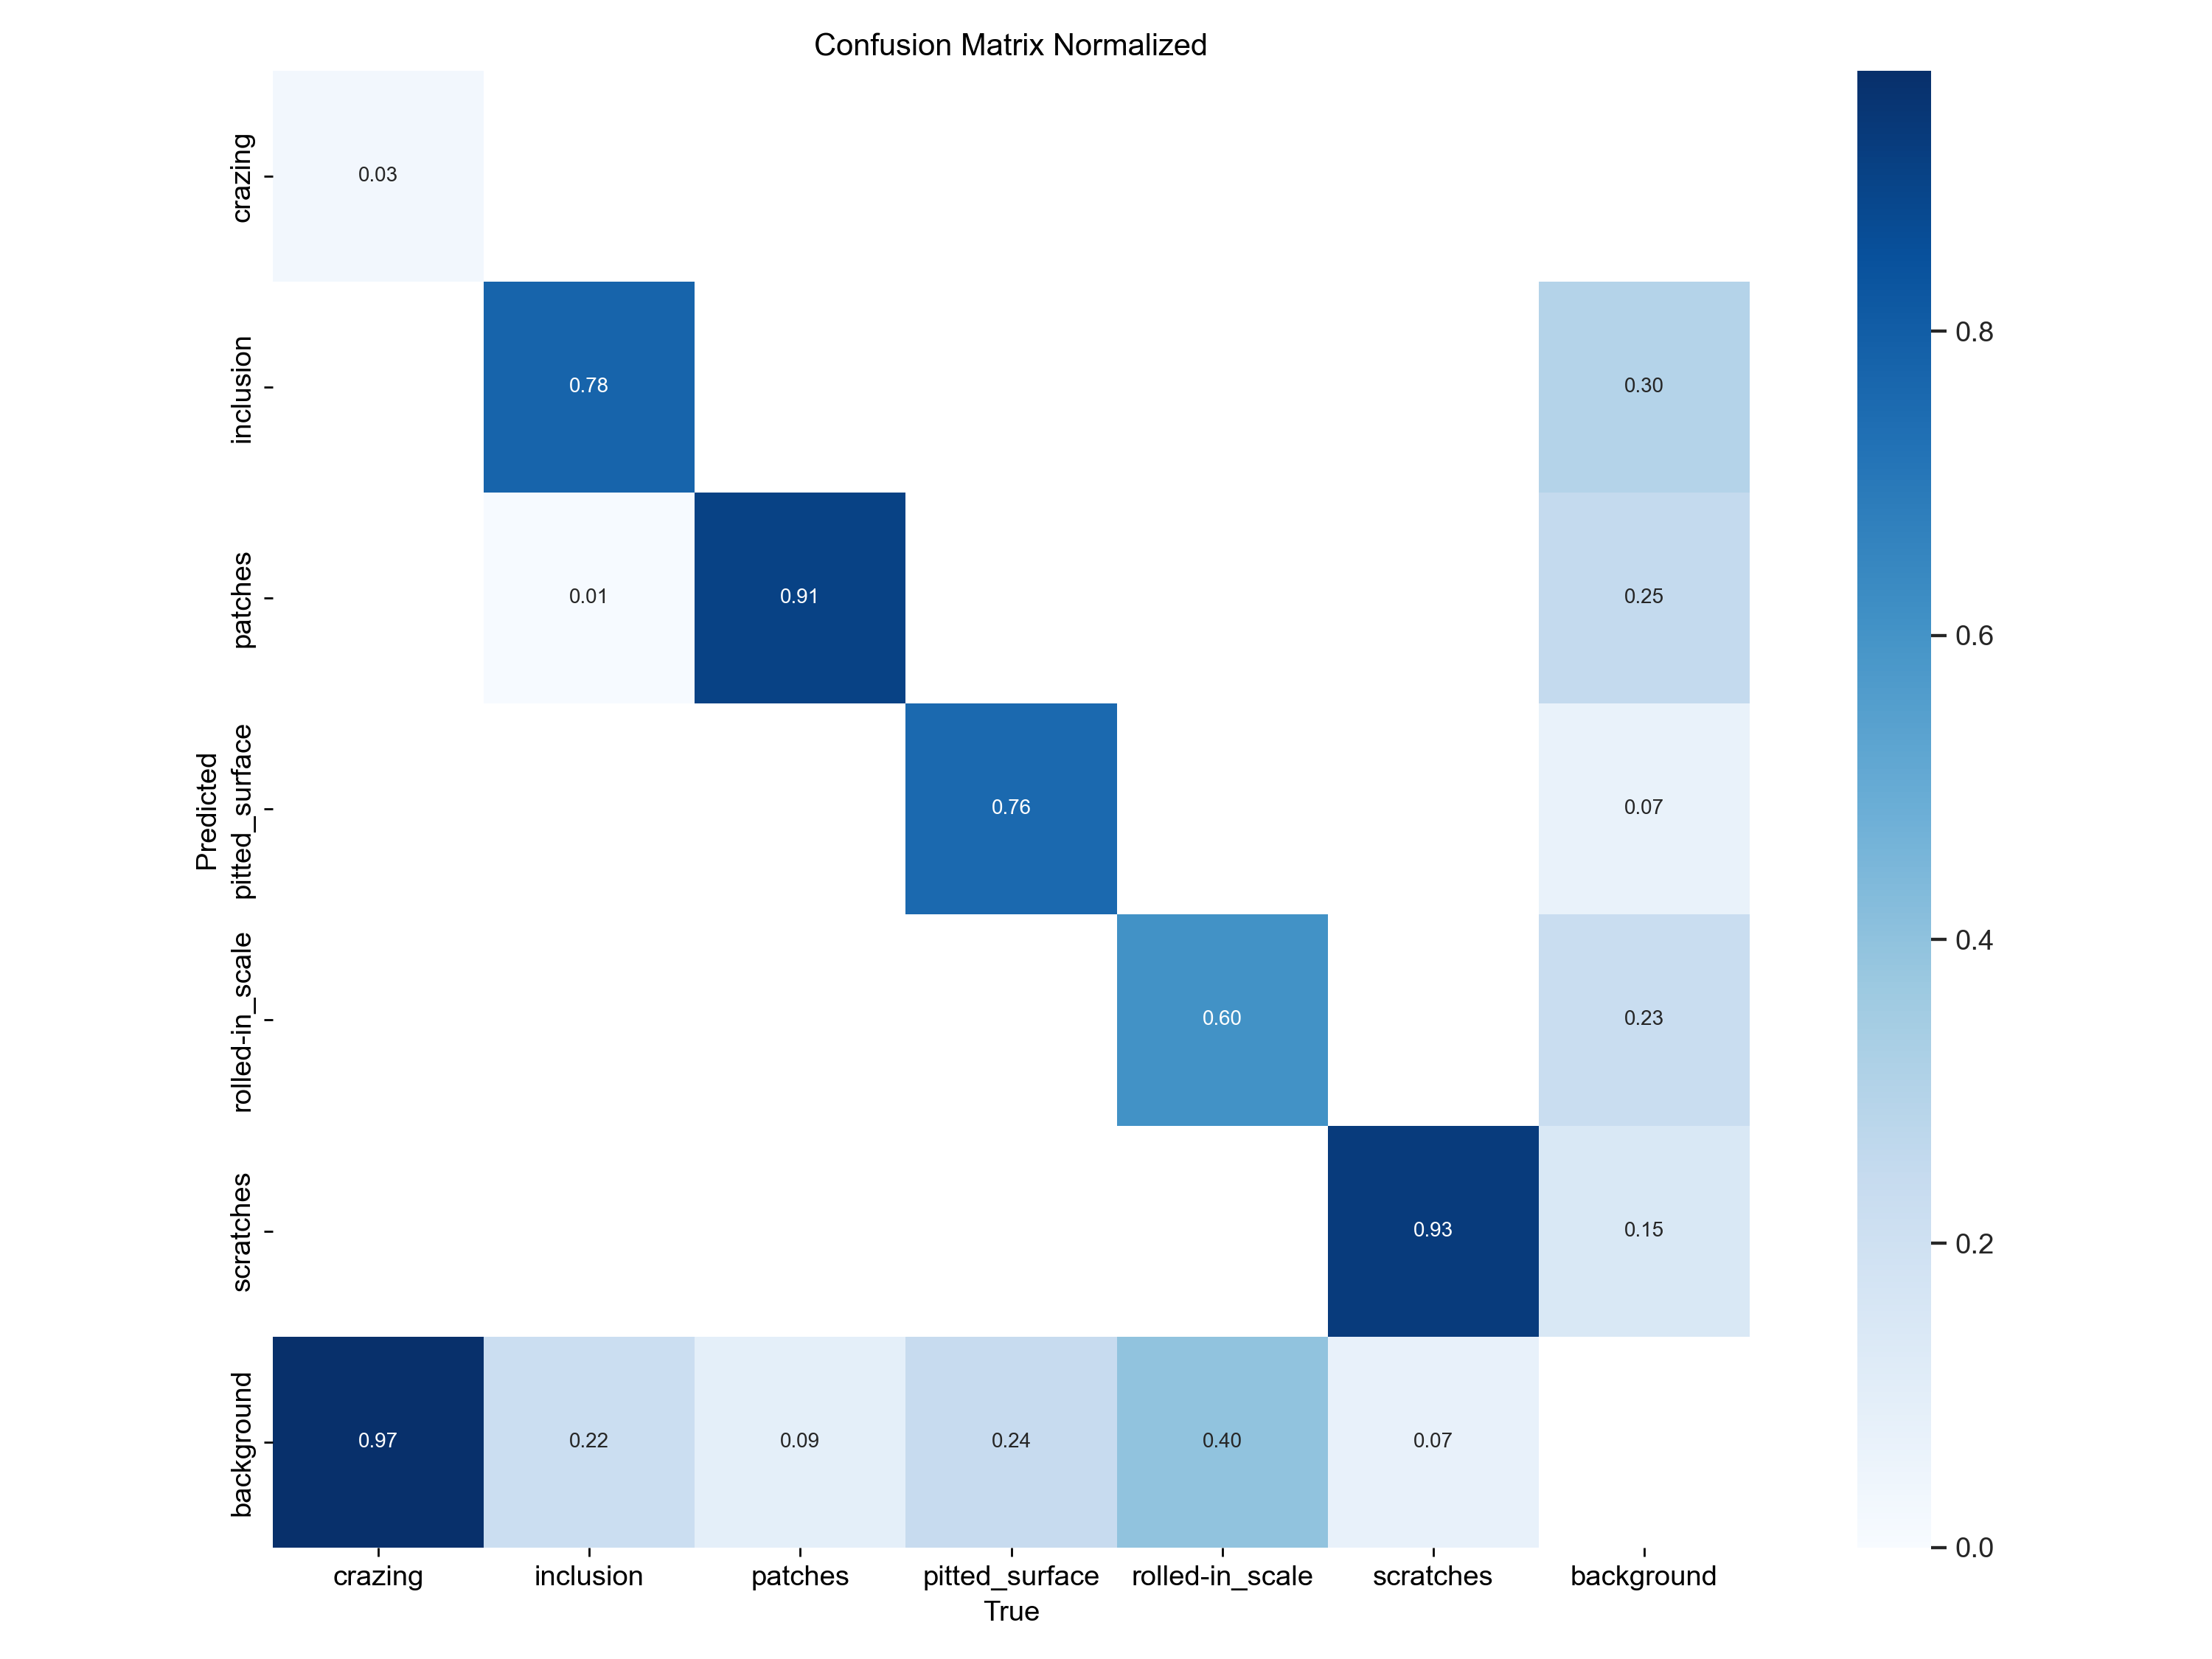 Confusion Matrix Normalized
crazing
inclusion
patches
pitted_surface
rolled-in_scale
scratches
background
Predicted
0.03
0.78
0.30
0.01
0.91
0.25
0.76
0.07
0.60
0.23
0.93
0.15
0.97
0.22
0.09
0.24
0.40
0.07
crazing
inclusion
patches
pitted_surface
rolled-in_scale
scratches
background
True
0.8
0.6
0.4
0.2
0.0